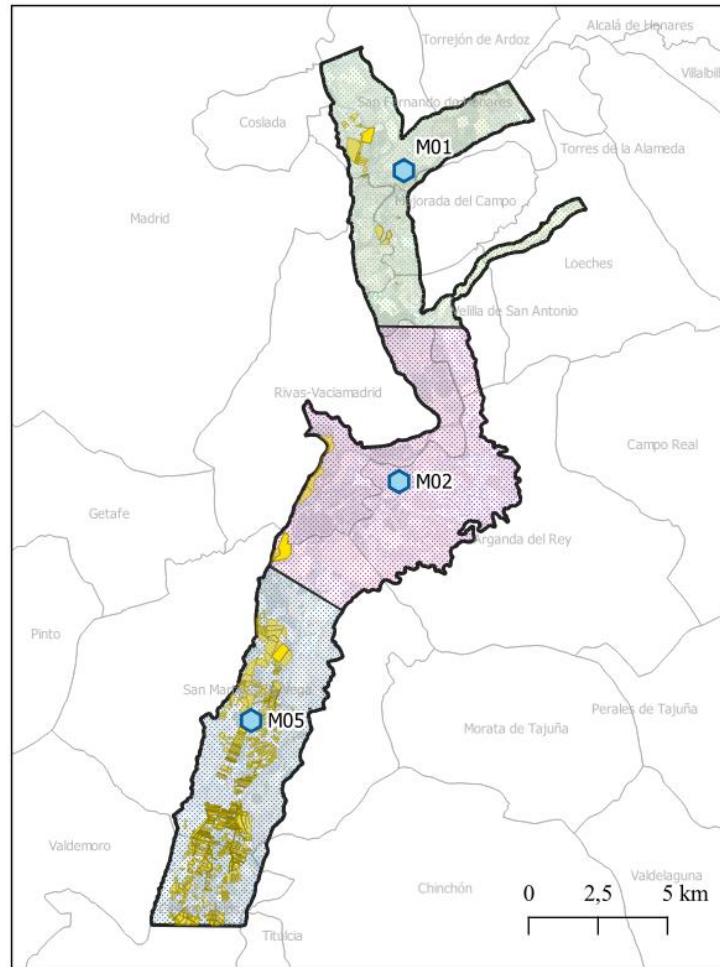 Alcalá de Henares
Torrejón de Ardoz
Villalbil
San Fernando de Henares
Coslada
M01
Torres de la Alameda
Mejorada del Campo
Madrid
Loeches
Velilla de San Antonio
Rivas-Vaciamadrid
Campo Real
M02
Getafe
Arganda del Rey
Pinto
San Mar
M05
Perales de Tajuña
Morata de Tajuña
Valdemoro
Valdelaguna
Chinchón
0 2,5 5 km
Titulcia